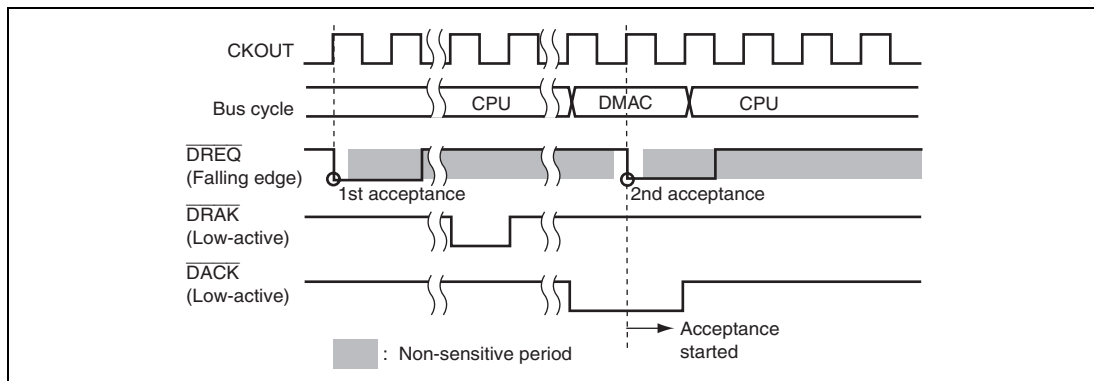 CKOUT
Bus cycle
CPU
DMAC
CPU
DREQ
(Falling edge)
1st acceptance
2nd acceptance
DRAK
(Low-active)
DACK
(Low-active)
Acceptance
started
: Non-sensitive period